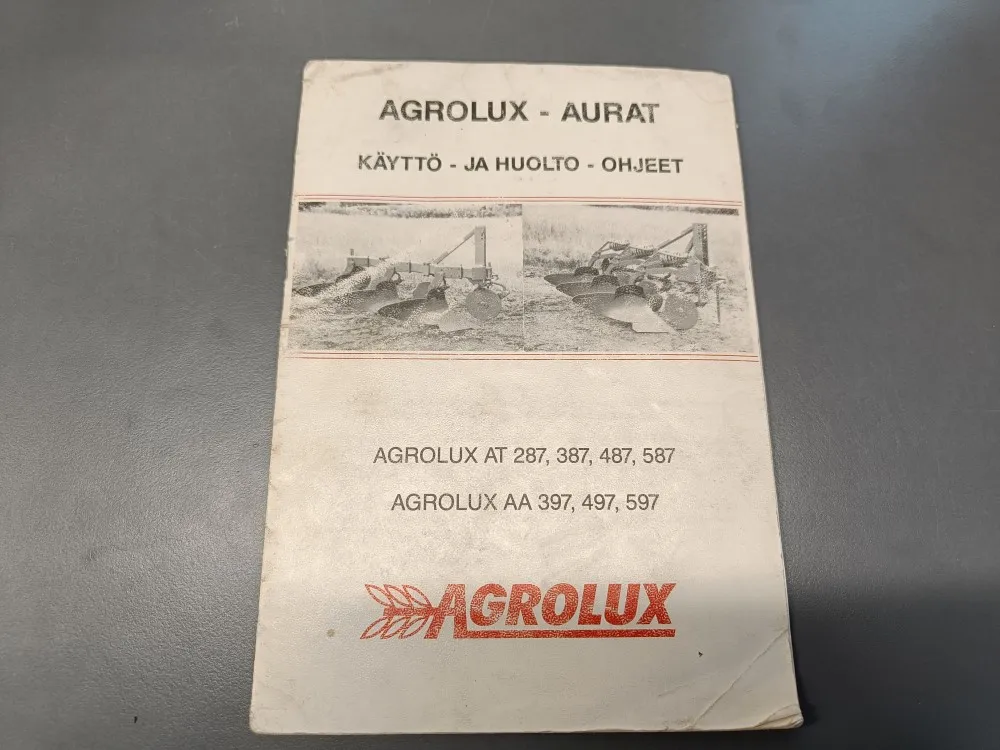 AGROLUX - AURAT
KÄYTTÖ - JA HUOLTO - OHJEET
AGROLUX AT 287, 387, 487, 587
AGROLUX AA 397, 497, 597
AGROLUX